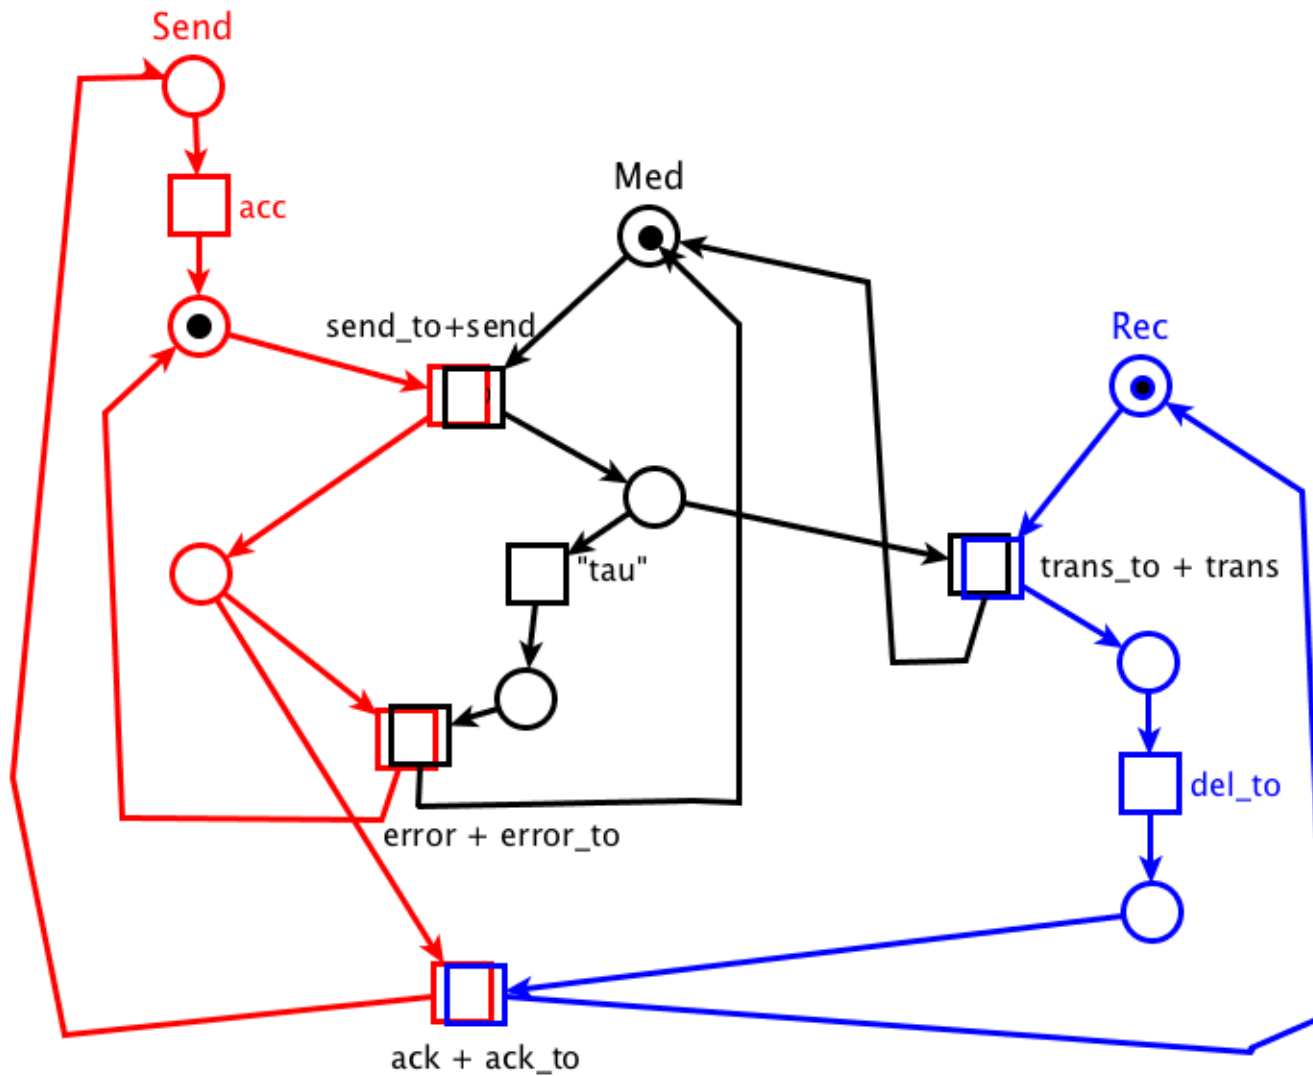 Send
acc
Med
send_to+send
Rec
"tau"
trans_to + trans
del_to
error + error_to
ack + ack_to